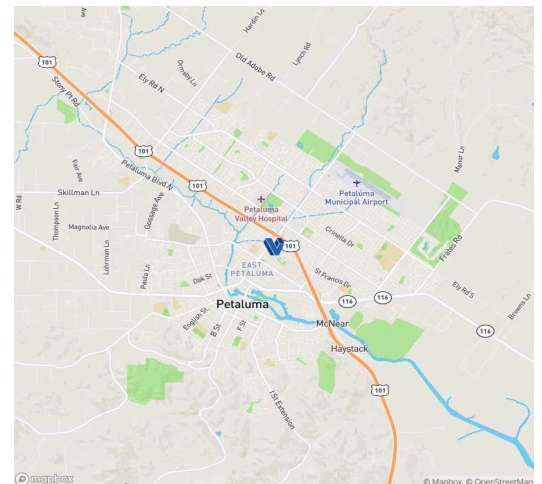 Hardin Ln
Ave
Lynch Rd
101
Ormsby Ln
Old Adobe Rd
Ely Rd N
Stony Pt Rd
101
Manor Ln
Fair Ave
Petaluma Blvd N
101
Petaluma
Municipal Airport
Skillman Ln
W Rd
Thompson Ln
Gossage Ave
Petaluma
Valley Hospital
Magnolia Ave
Lohrman Ln
Crinella Dr
Frates Rd
101
EAST
PETALUMA
Paula Ln
Oak St
St Francis Dr
Ely Rd S
Browns Ln
116
116
Petaluma
English St
B St
F St
McNear
116
Haystack
101
I St Extension
mapbox
© Mapbox, © OpenStreetMap